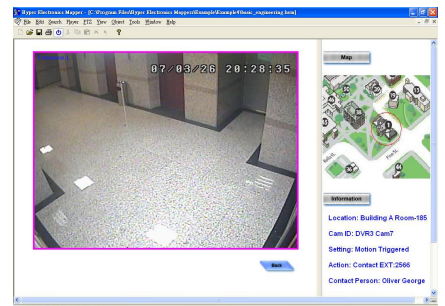 Hyper Electronics Mapper - [C:\Program Files\Hyper Electronics Mapper\Example\Example4\basic_engineering.hem]
File Edit Search Player PTZ View Object Tools Window Help
07/03/26 20:28:35
Map
Information
Location: Building A Room-185
Cam ID: DVR3 Cam7
Setting: Motion Triggered
Action: Contact EXT:2566
Contact Person: Oliver George
Back